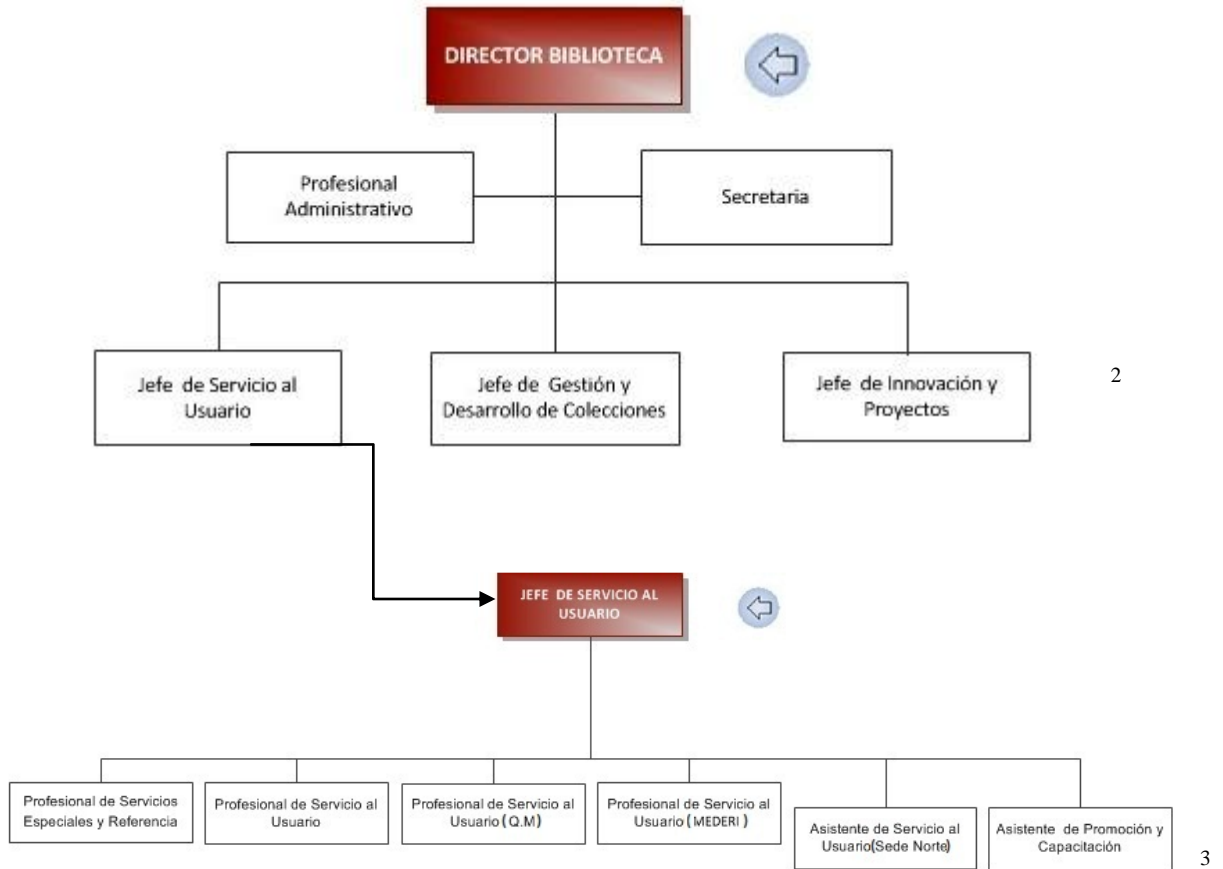 DIRECTOR BIBLIOTECA
Profesional
Administrativo
Secretaria
Jefe de Servicio al
Usuario
Jefe de Gestión y
Desarrollo de Colecciones
Jefe de Innovación y
Proyectos
2
JEFE DE SERVICIO AL
USUARIO
Profesional de Servicios
Especiales y Referencia
Profesional de Servicio al
Usuario
Profesional de Servicio al
Usuario (Q.M)
Profesional de Servicio al
Usuario (MEDERI)
Asistente de Servicio al
Usuario(Sede Norte)
Asistente de Promoción y
Capacitación
3